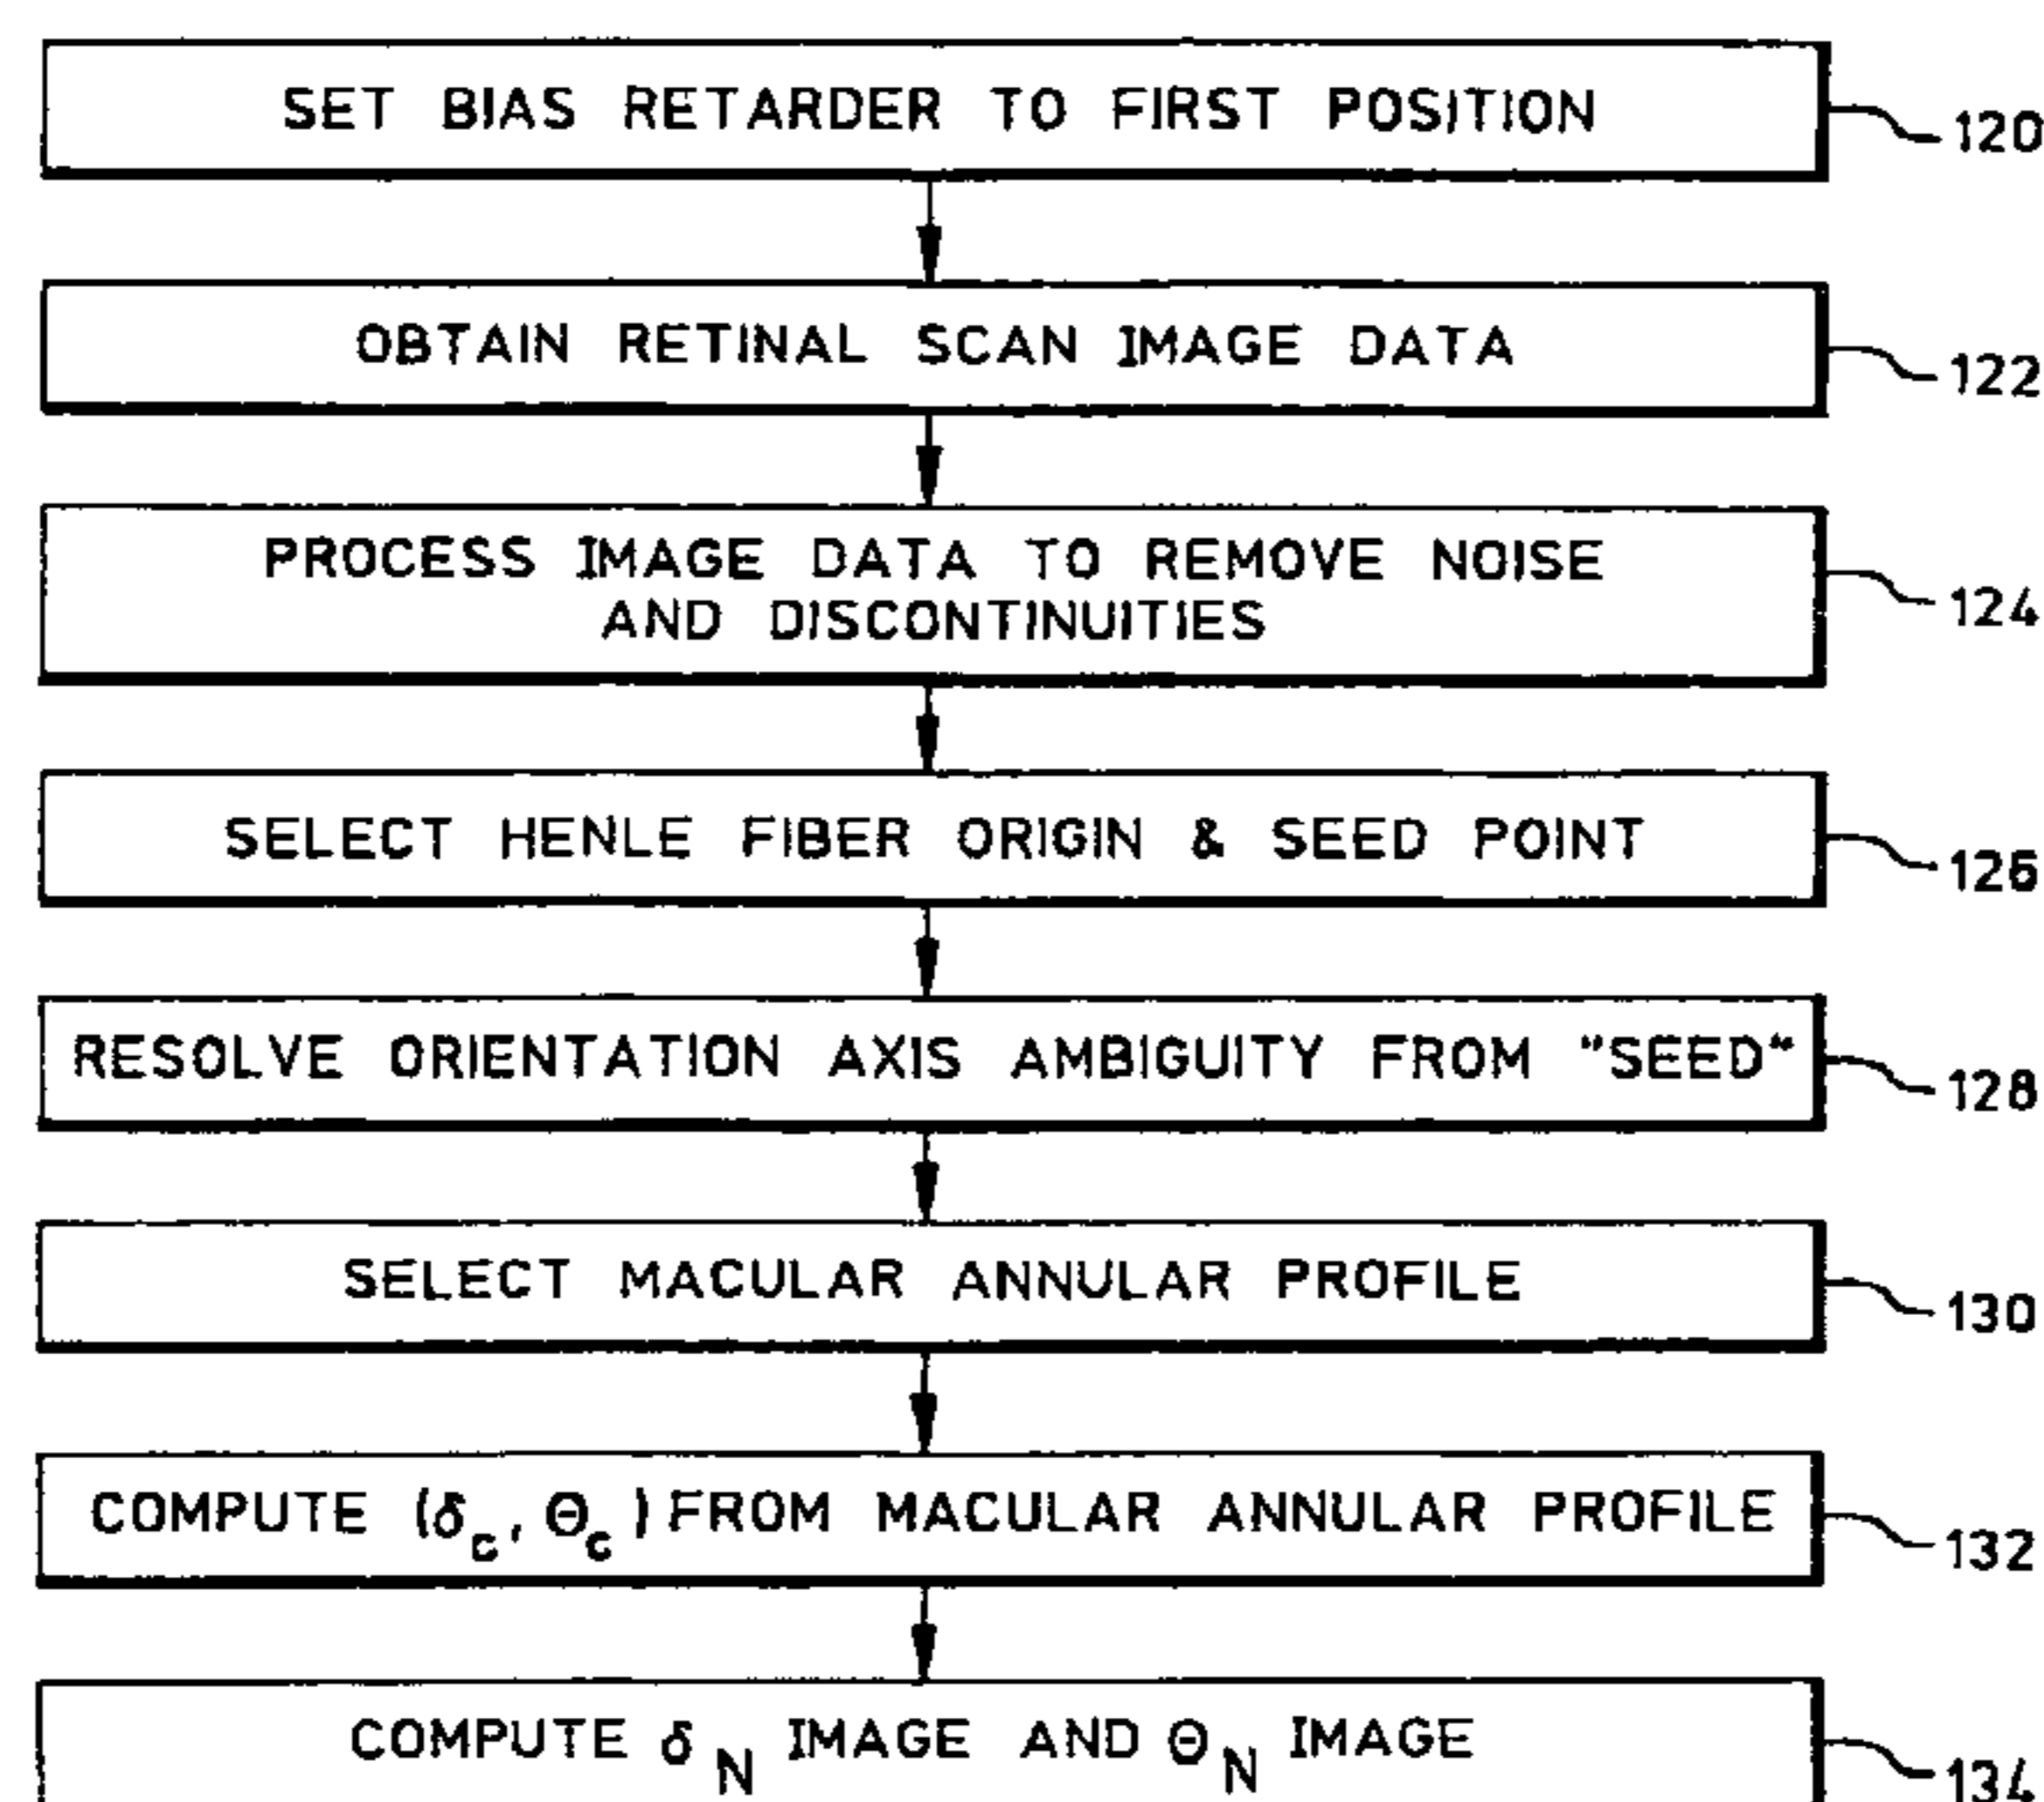 SET BIAS RETARDER TO FIRST POSITION
120
OBTAIN RETINAL SCAN IMAGE DATA
122
PROCESS IMAGE DATA TO REMOVE NOISE
AND DISCONTINUITIES
124
SELECT HENLE FIBER ORIGIN & SEED POINT
126
RESOLVE ORIENTATION AXIS AMBIGUITY FROM "SEED"
128
SELECT MACULAR ANNULAR PROFILE
130
COMPUTE (δc, Θc) FROM MACULAR ANNULAR PROFILE
132
COMPUTE δN IMAGE AND ΘN IMAGE
134